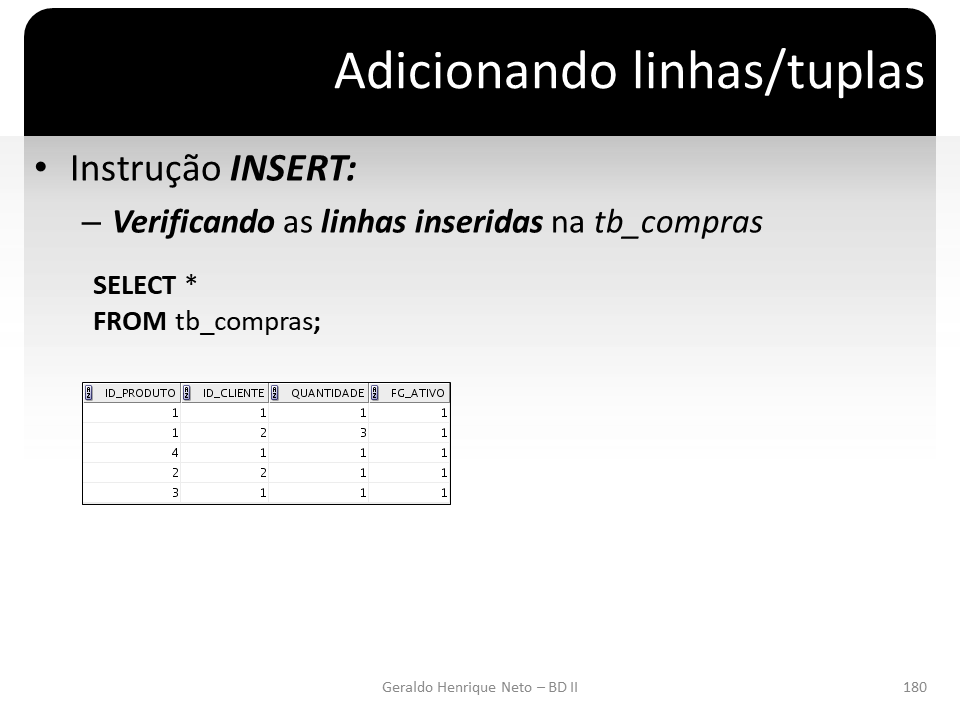 Adicionando linhas/tuplas
• Instrução INSERT:
– Verificando as linhas inseridas na tb_compras
SELECT *
FROM tb_compras;
ID_PRODUTO ID_CLIENTE QUANTIDADE FG_ATIVO
1 1 1 1
1 2 3 1
4 1 1 1
2 2 1 1
3 1 1 1
Geraldo Henrique Neto – BD II 180